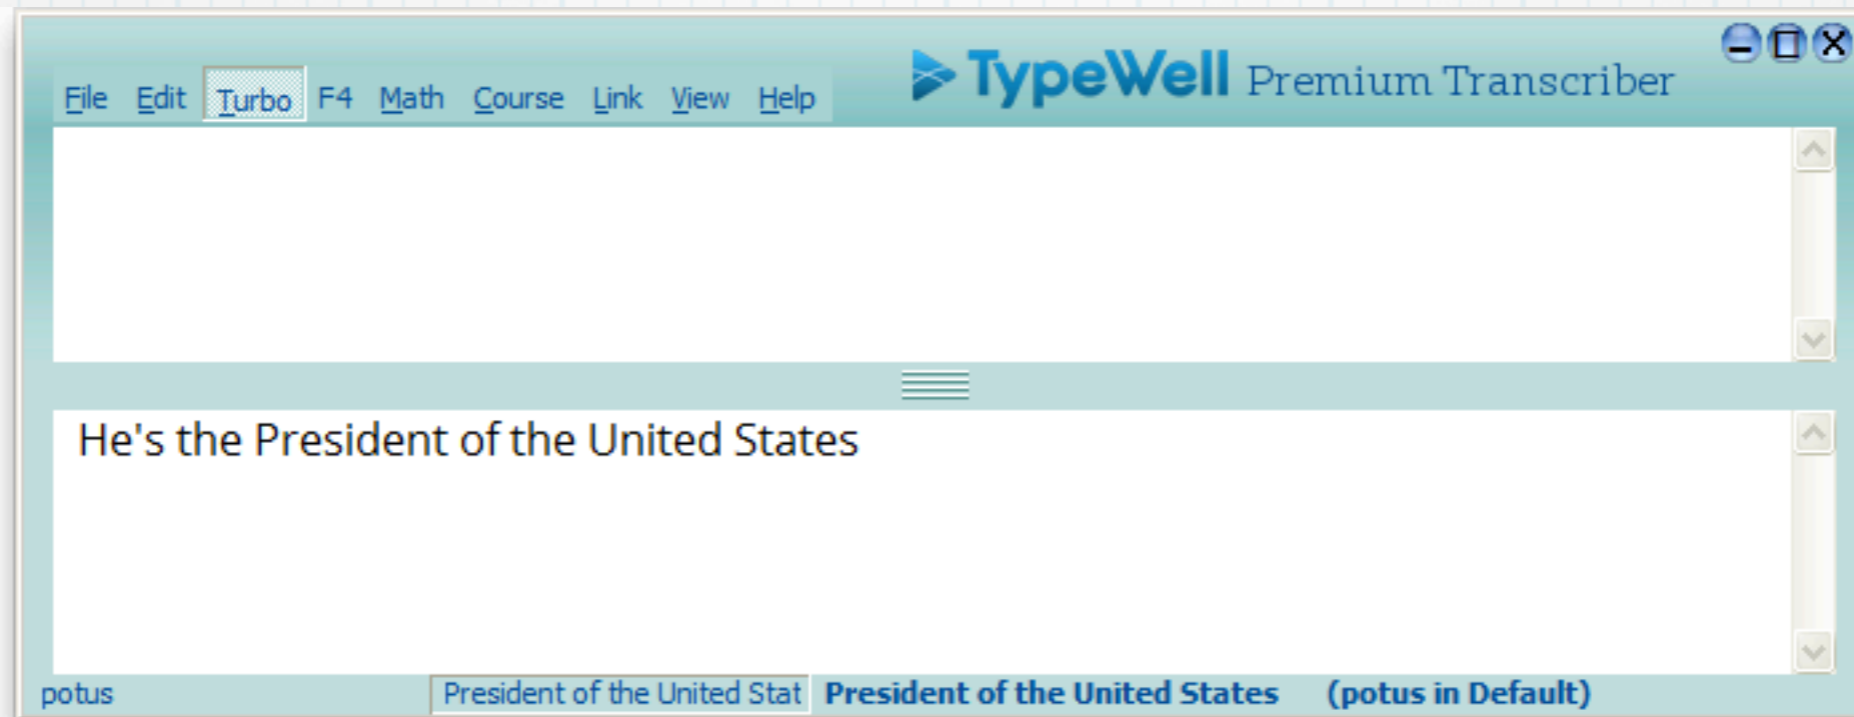 TypeWell Premium Transcriber
File Edit Turbo F4 Math Course Link View Help
He's the President of the United States
potus President of the United Stat President of the United States (potus in Default)